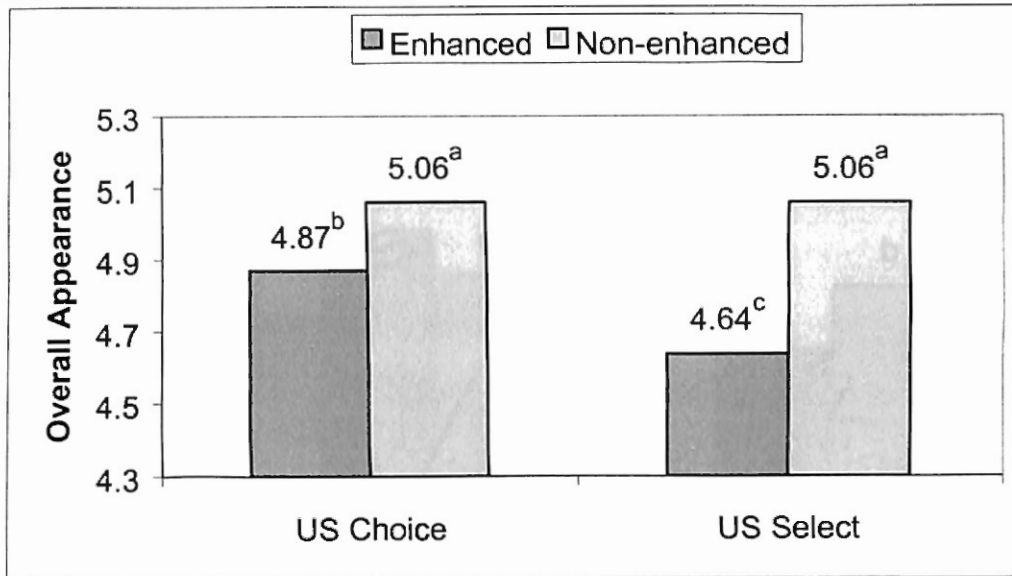 Enhanced Non-enhanced
Overall Appearance
5.3
5.1
4.9
4.7
4.5
4.3
4.87b
5.06a
4.64c
5.06a
US Choice
US Select